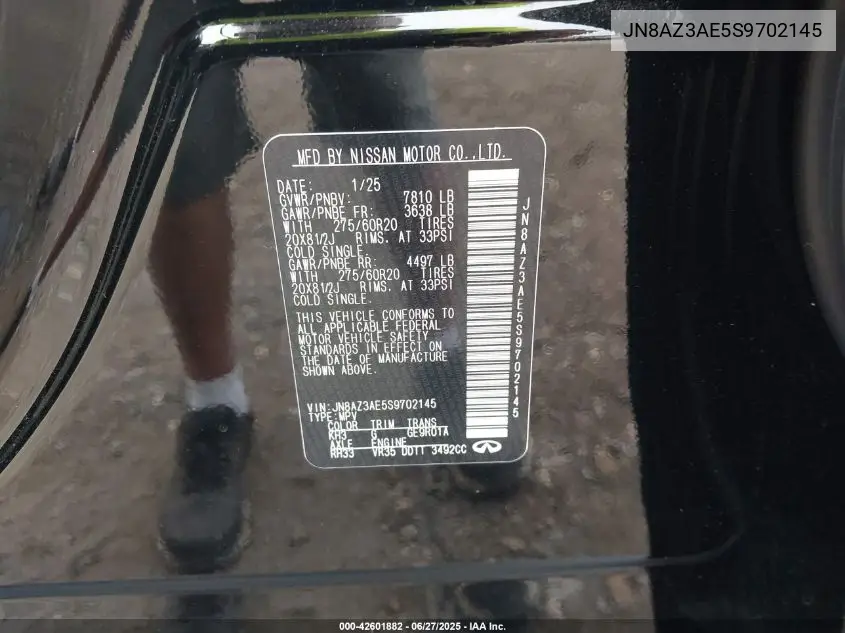 JN8AZ3AE5S9702145
MFD BY NISSAN MOTOR CO.,LTD.
DATE: 1/25
GVWR/PNBV: 7810 LB
GAWR/PNBE FR: 3638 LB
WITH 275/60R20 TIRES
20X81/2J RIMS. AT 33PSI
COLD SINGLE.
GAWR/PNBE RR: 4497 LB
WITH 275/60R20 TIRES
20X81/2J RIMS. AT 33PSI
COLD SINGLE.
THIS VEHICLE CONFORMS TO
ALL APPLICABLE FEDERAL
MOTOR VEHICLE SAFETY
STANDARDS IN EFFECT ON
THE DATE OF MANUFACTURE
SHOWN ABOVE.
VIN: JN8AZ3AE5S9702145
TYPE: MPV
COLOR TRIM TRANS
KH3 G GE9R01A
AXLE ENGINE
RR33 VR35 DDTT 3492CC
JN8AZ3AE5S9702145
000-42601882 - 06/27/2025 - IAA Inc.